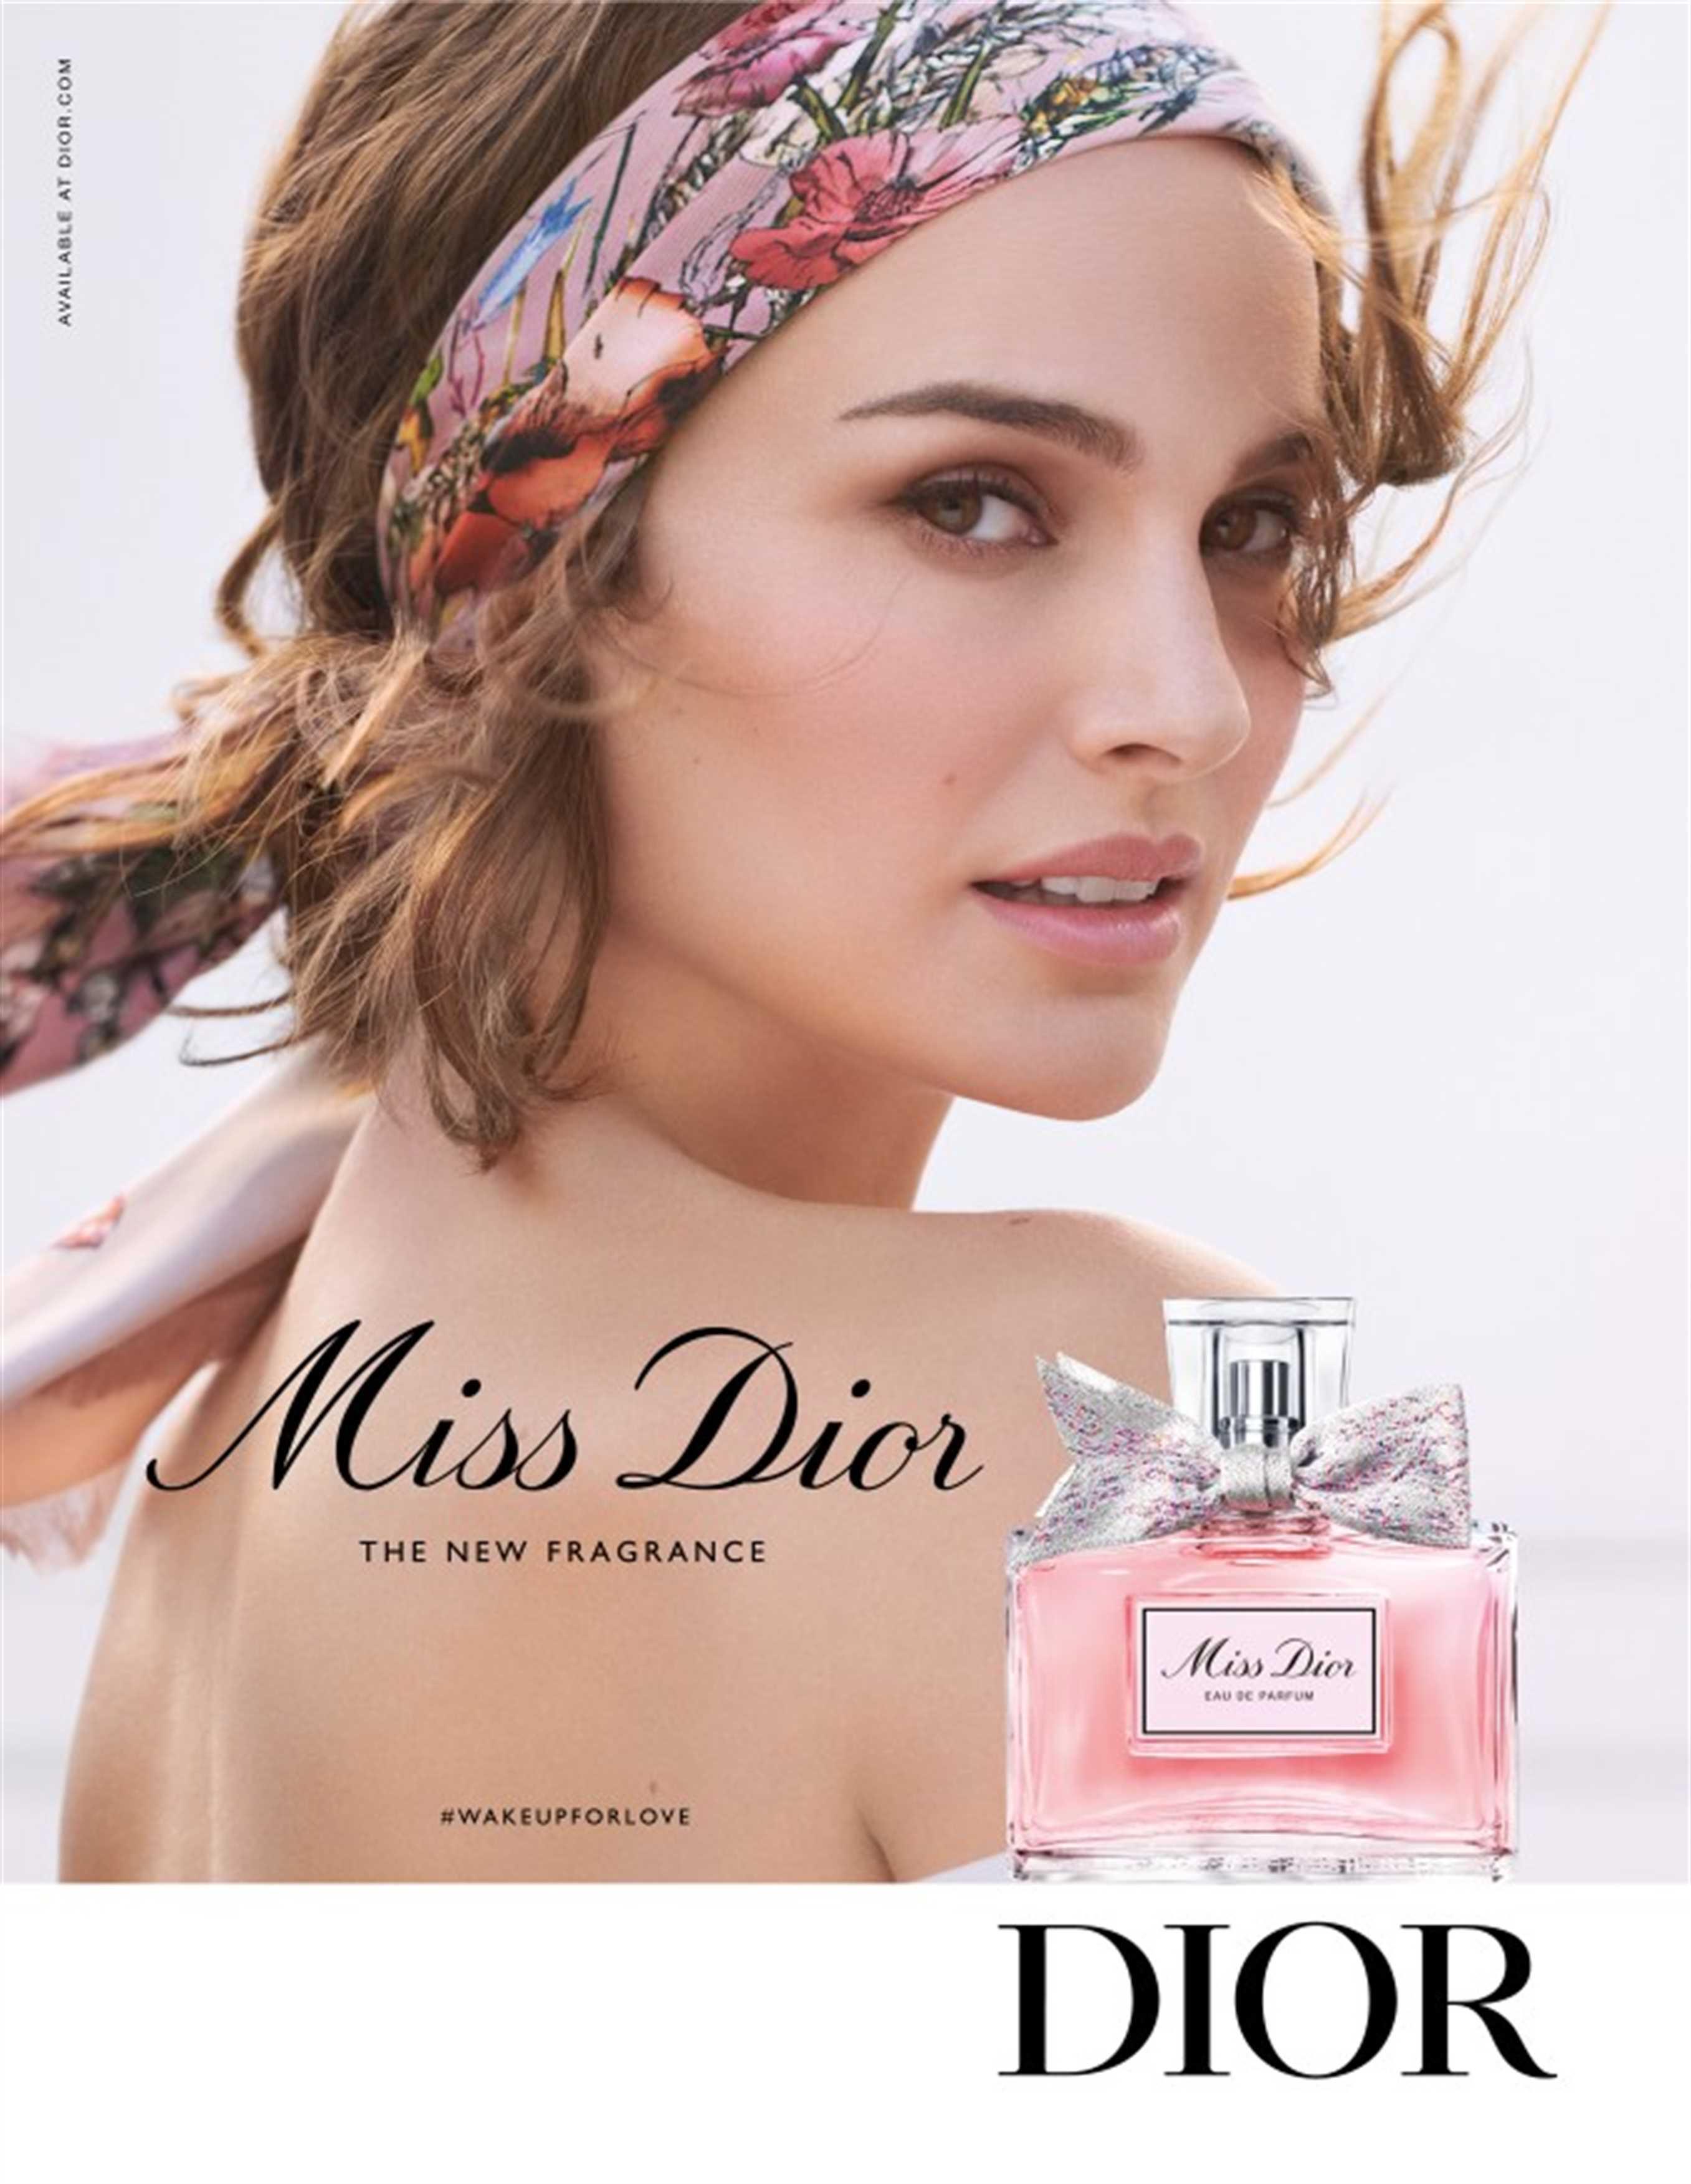 AVAILABLE AT DIOR.COM
Miss Dior
THE NEW FRAGRANCE
Miss Dior
EAU DE PARFUM
#WAKEUPFORLOVE
DIOR